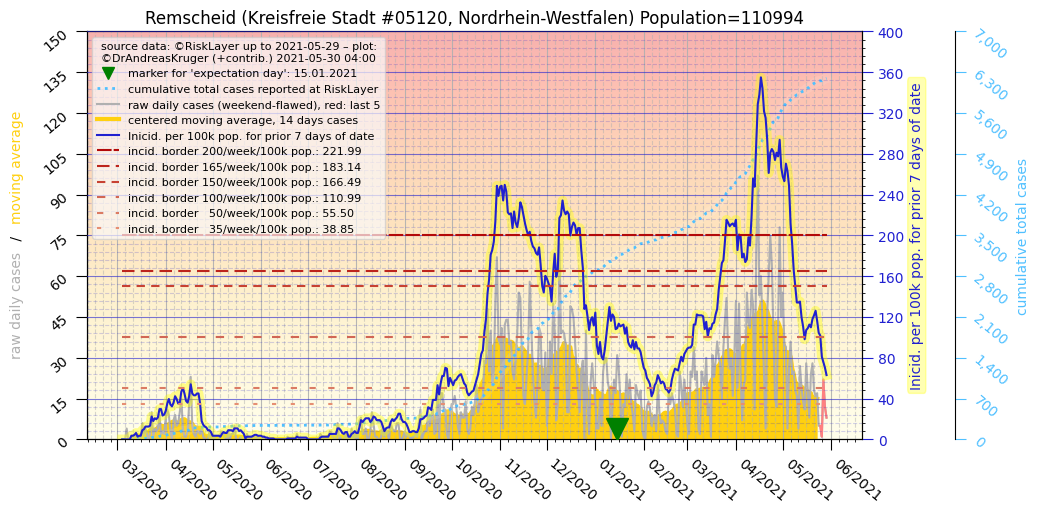 Remscheid (Kreisfreie Stadt #05120, Nordrhein-Westfalen) Population=110994
source data: ©RiskLayer up to 2021-05-29 – plot:
©DrAndreasKruger (+contrib.) 2021-05-30 04:00
marker for 'expectation day': 15.01.2021
cumulative total cases reported at RiskLayer
raw daily cases (weekend-flawed), red: last 5
centered moving average, 14 days cases
Inicid. per 100k pop. for prior 7 days of date
incid. border 200/week/100k pop.: 221.99
incid. border 165/week/100k pop.: 183.14
incid. border 150/week/100k pop.: 166.49
incid. border 100/week/100k pop.: 110.99
incid. border 50/week/100k pop.: 55.50
incid. border 35/week/100k pop.: 38.85
raw daily cases / moving average
150
135
120
105
90
75
60
45
30
15
0
03/2020
04/2020
05/2020
06/2020
07/2020
08/2020
09/2020
10/2020
11/2020
12/2020
01/2021
02/2021
03/2021
04/2021
05/2021
06/2021
400
360
320
280
240
200
160
120
80
40
0
Inicid. per 100k pop. for prior 7 days of date
7,000
6,300
5,600
4,900
4,200
3,500
2,800
2,100
1,400
700
0
cumulative total cases